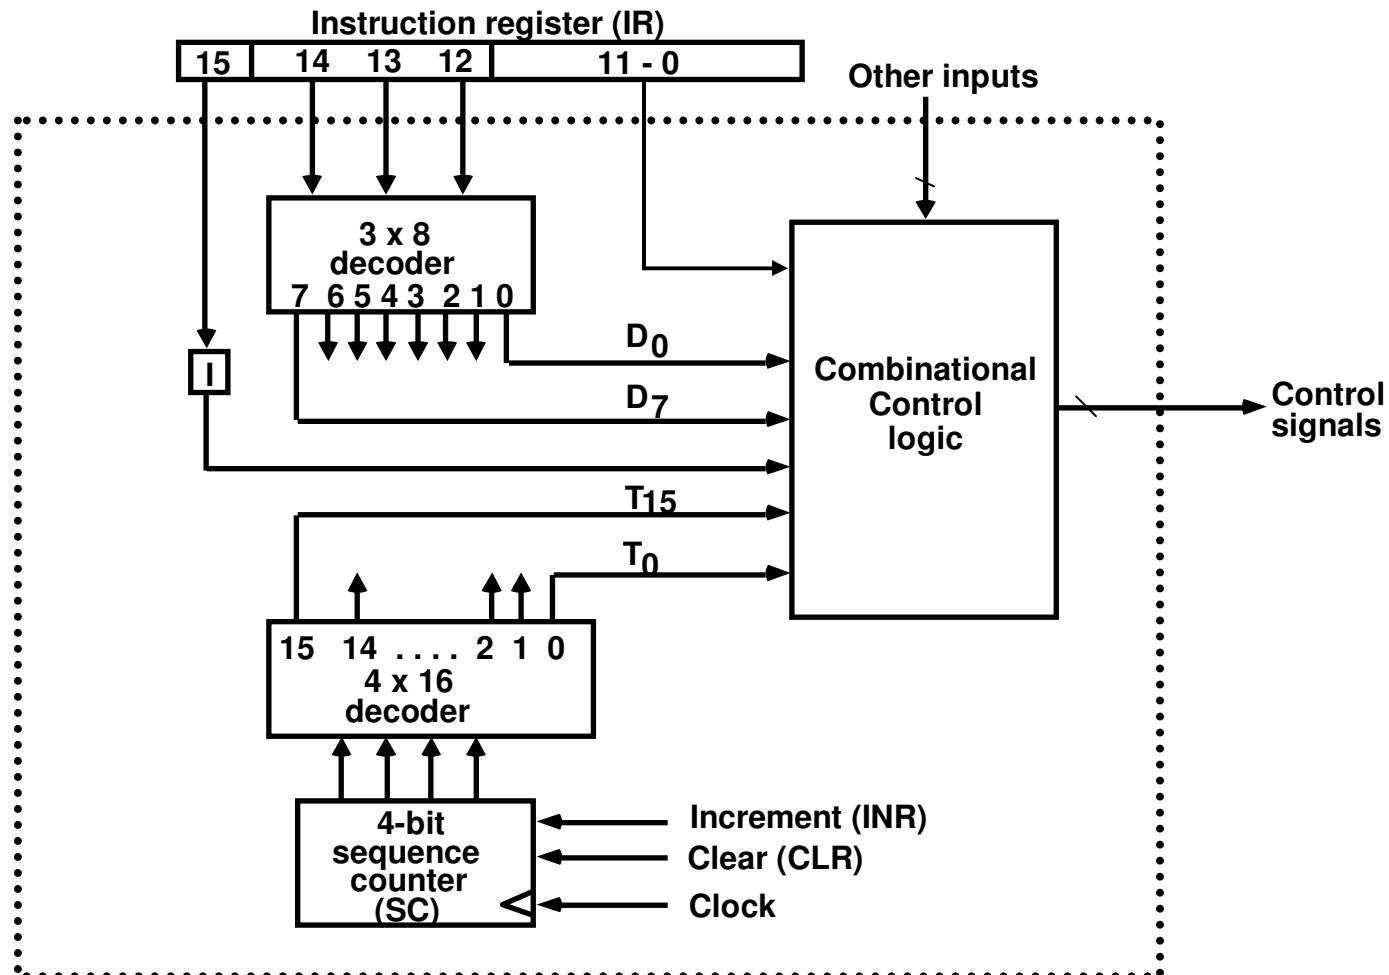 Instruction register (IR)
15 14 13 12 11 - 0
Other inputs
3 x 8
decoder
7 6 5 4 3 2 1 0
D0
I
Combinational
Control
logic
Control
signals
D7
T15
T0
15 14 . . . . 2 1 0
4 x 16
decoder
4-bit
sequence
counter
(SC)
Increment (INR)
Clear (CLR)
Clock